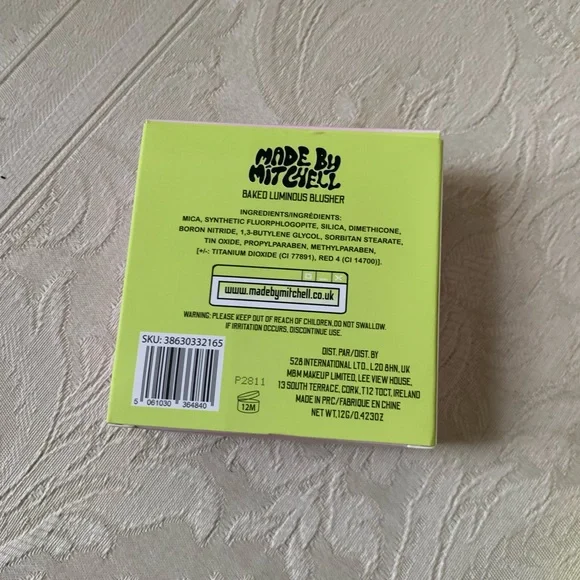 MADE BY
MITCHELL
BAKED LUMINOUS BLUSHER
INGREDIENTS/INGRÉDIENTS:
MICA, SYNTHETIC FLUORPHLOGOPITE, SILICA, DIMETHICONE,
BORON NITRIDE, 1,3-BUTYLENE GLYCOL, SORBITAN STEARATE,
TIN OXIDE, PROPYLPARABEN, METHYLPARABEN,
[+/-: TITANIUM DIOXIDE (CI 77891), RED 4 (CI 14700)].
www.madebymitchell.co.uk
WARNING: PLEASE KEEP OUT OF REACH OF CHILDREN, DO NOT SWALLOW.
IF IRRITATION OCCURS, DISCONTINUE USE.
SKU: 38630332165
5 061030 364840
P2811
12M
DIST. PAR/DIST. BY
528 INTERNATIONAL LTD., L20 8HN, UK
MBM MAKEUP LIMITED, LEE VIEW HOUSE,
13 SOUTH TERRACE, CORK, T12 T0CT, IRELAND
MADE IN PRC/FABRIQUE EN CHINE
NET WT.12G/0.423OZ